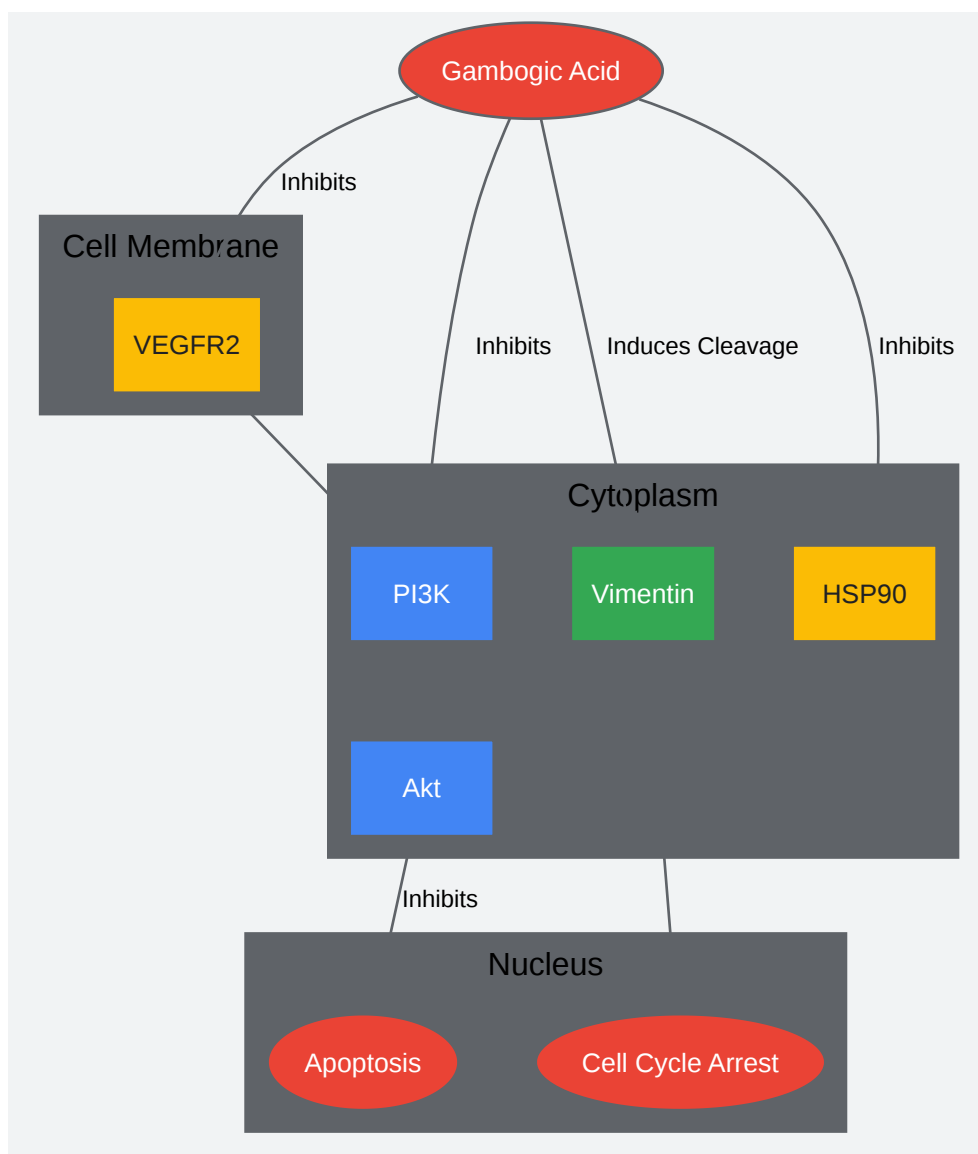 Gambogic Acid
Inhibits
Cell Membrane
VEGFR2
Inhibits
Induces Cleavage
Inhibits
Cytoplasm
PI3K
Vimentin
HSP90
Akt
Inhibits
Nucleus
Apoptosis
Cell Cycle Arrest